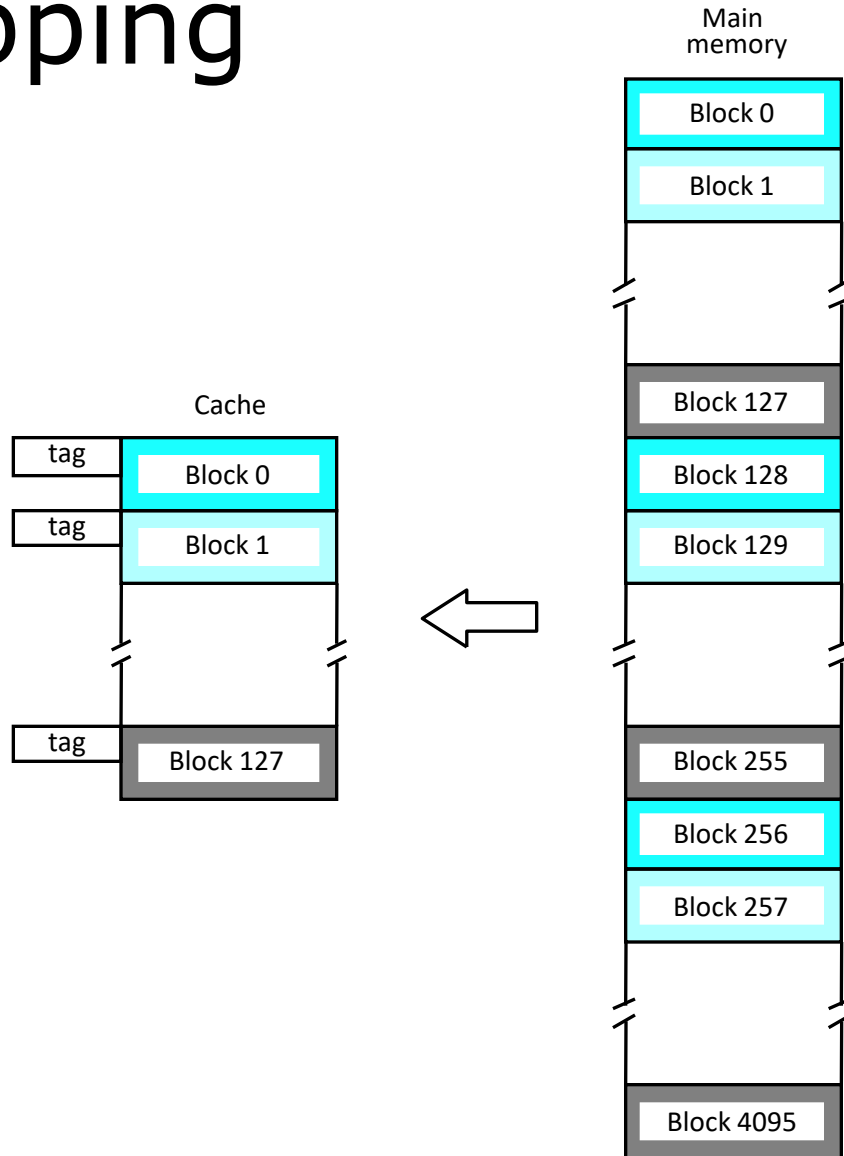 pping
Main
memory
Block 0
Block 1
Block 127
Cache
tag
Block 0
Block 128
tag
Block 1
Block 129
tag
Block 127
Block 255
Block 256
Block 257
Block 4095